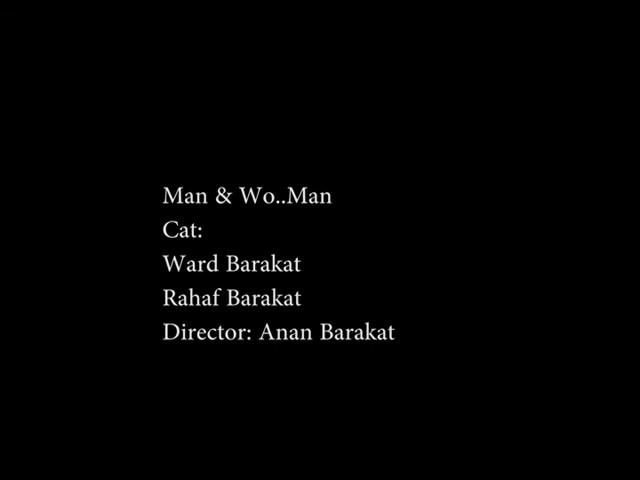 Man & Wo..Man
Cat:
Ward Barakat
Rahaf Barakat
Director: Anan Barakat